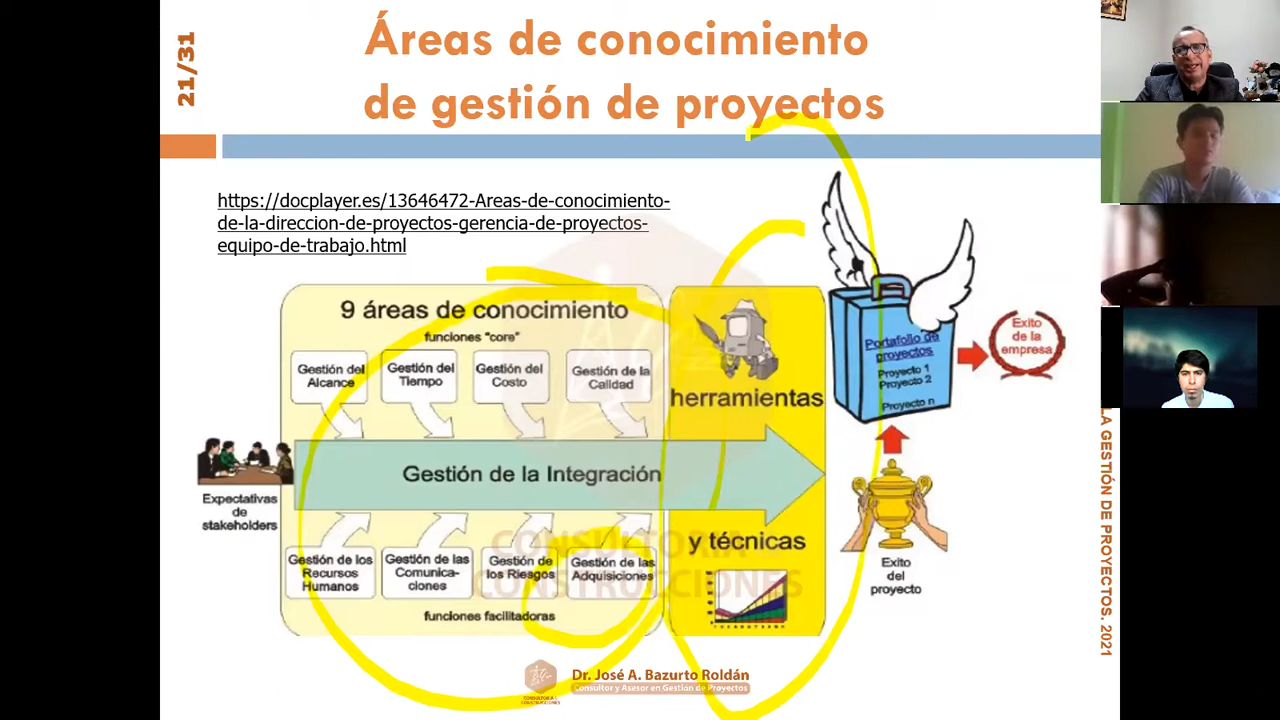 21/31
Áreas de conocimiento
de gestión de proyectos
https://docplayer.es/13646472-Areas-de-conocimiento-
de-la-direccion-de-proyectos-gerencia-de-proyectos-
equipo-de-trabajo.html
9 áreas de conocimiento
funciones "core"
Gestión del
Alcance
Gestión del
Tiempo
Gestión del
Costo
Gestión de la
Calidad
Gestión de la Integración
Expectativas
de
stakeholders
Gestión de los
Recursos
Humanos
Gestión de las
Comunica-
ciones
Gestión de
los Riesgos
Gestión de las
Adquisiciones
funciones facilitadoras
herramientas
y técnicas
Portafolio de
proyectos
Proyecto 1
Proyecto 2
Proyecto n
Exito
de la
empresa
Exito
del
proyecto
CONSULTORIA
CONSTRUCCIONES
LA GESTIÓN DE PROYECTOS. 2021
CONSULTORIA &
CONSTRUCCIONES
Dr. José A. Bazurto Roldán
Consultor y Asesor en Gestión de Proyectos